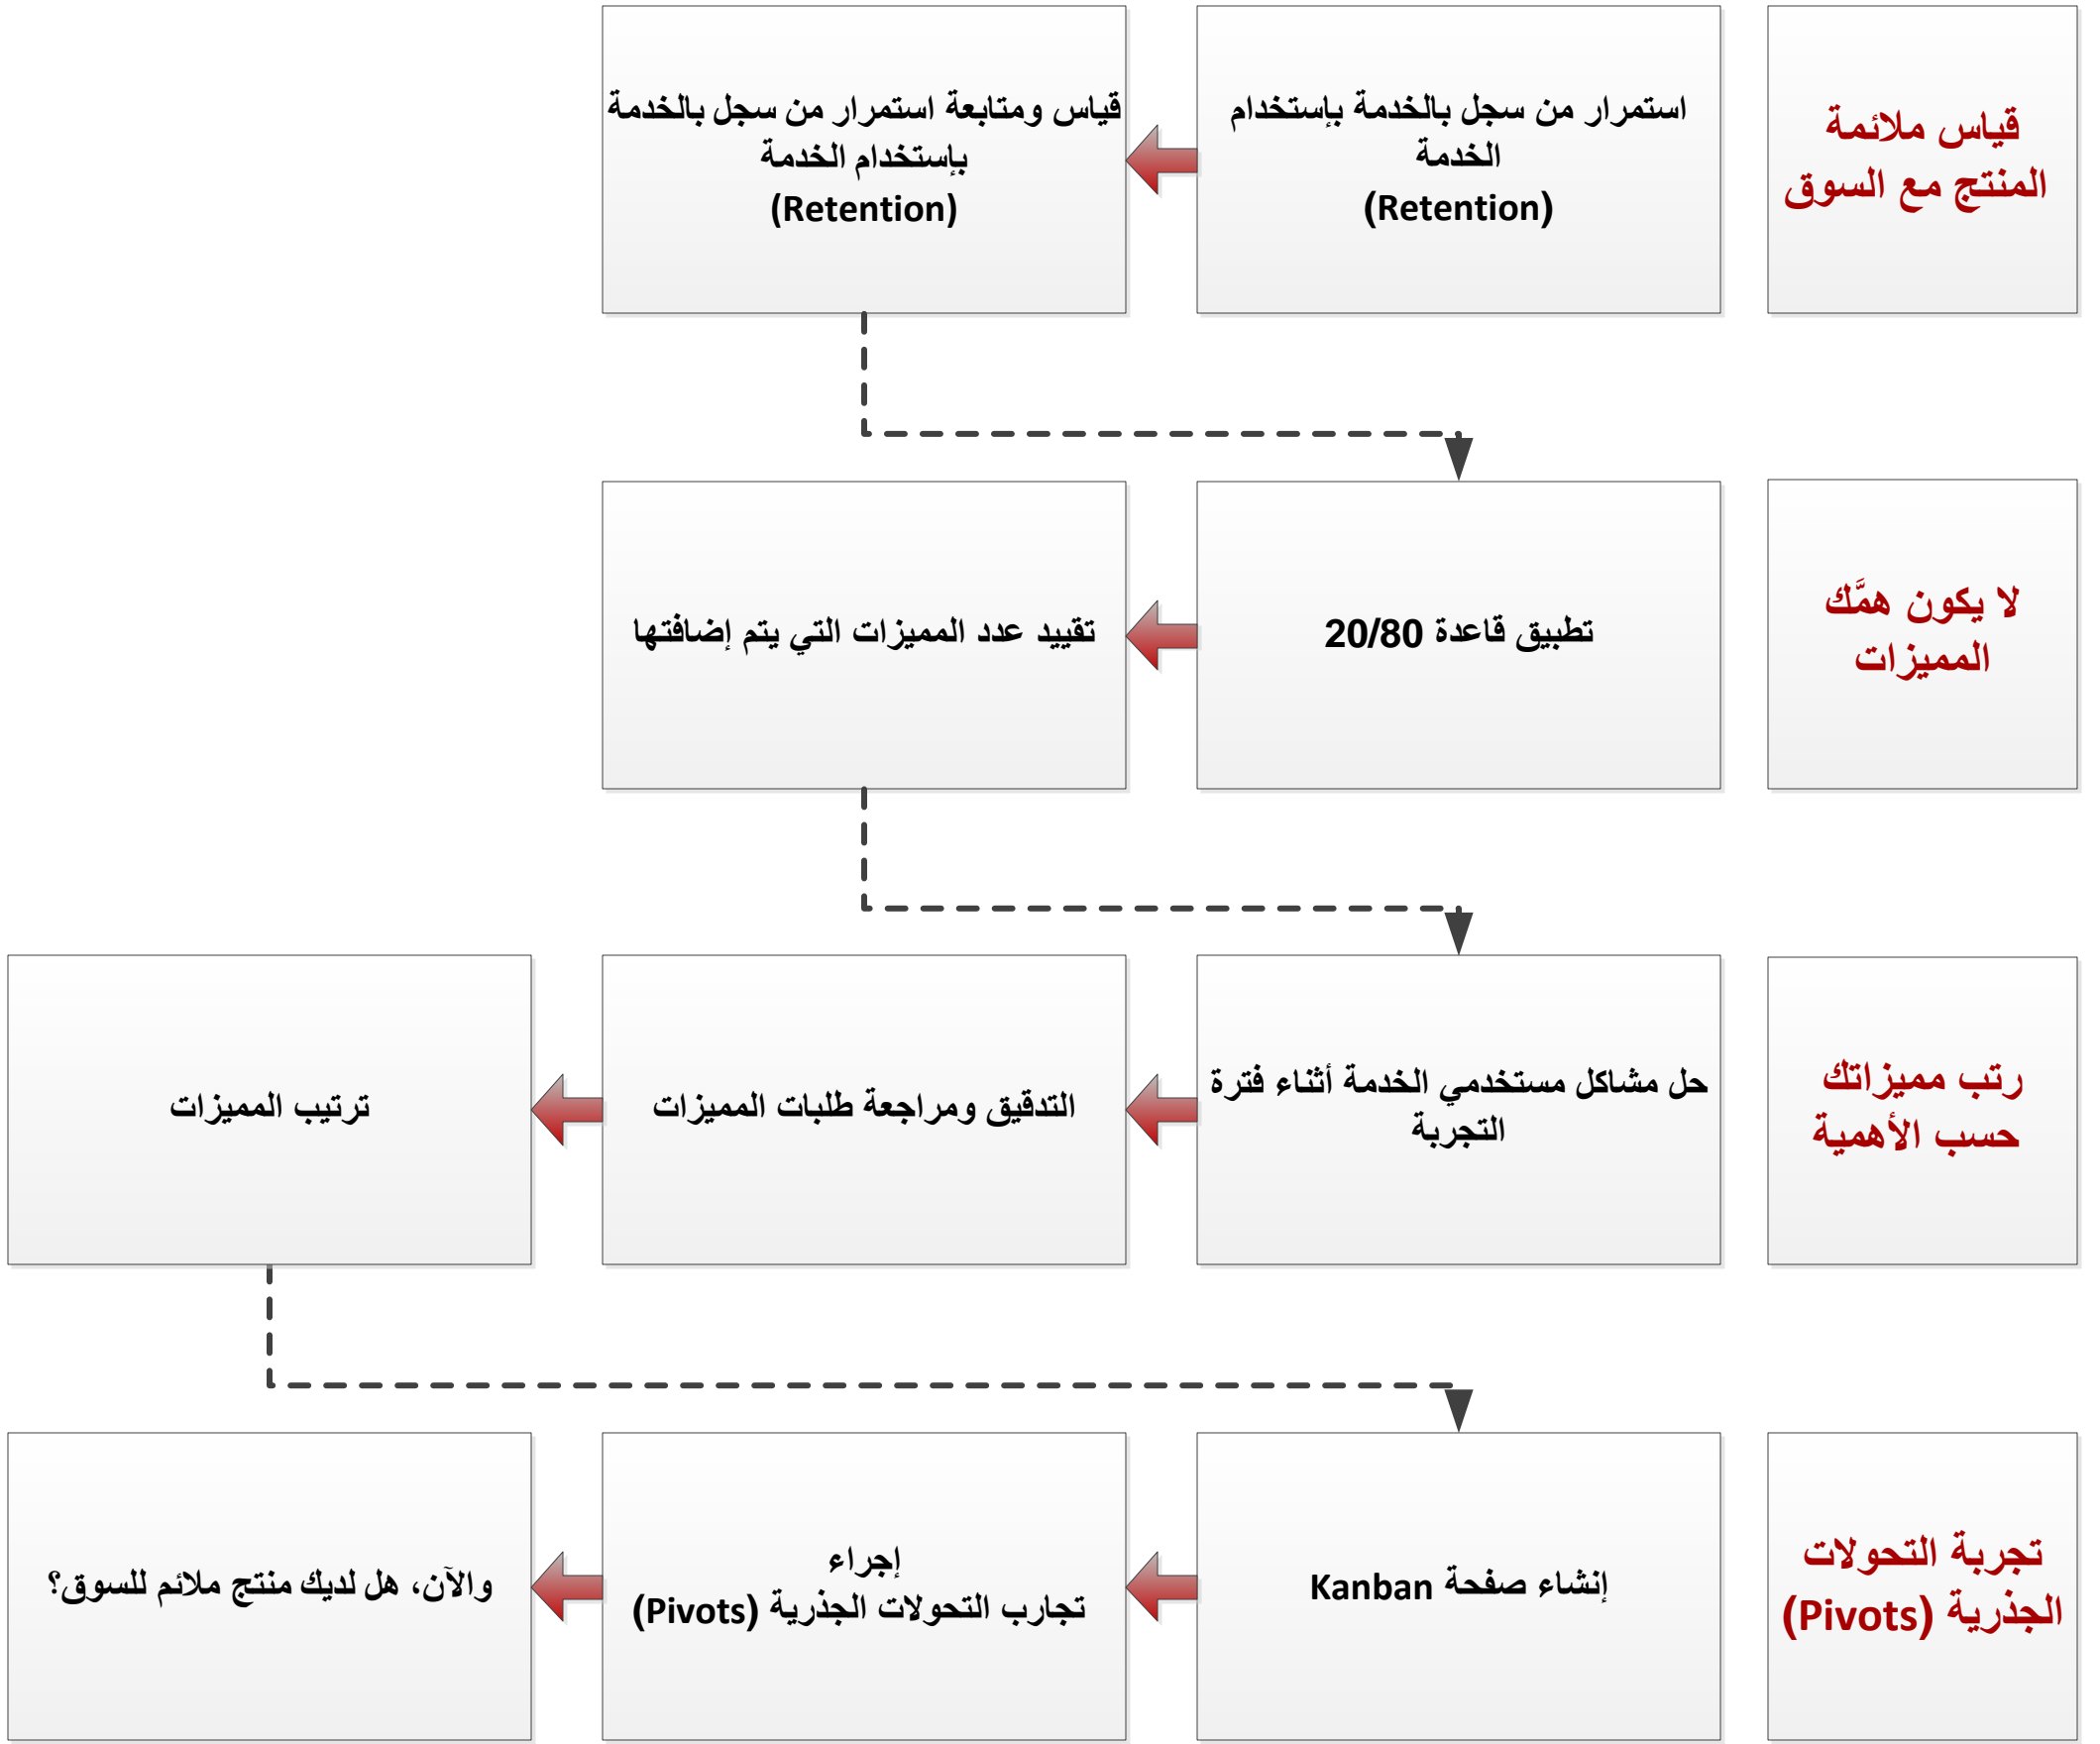 قياس ملائمة
المنتج مع السوق
استمرار من سجل بالخدمة بإستخدام
الخدمة
(Retention)
قياس ومتابعة استمرار من سجل بالخدمة
بإستخدام الخدمة
(Retention)
لا يكون همَّك
المميزات
تطبيق قاعدة 20/80
تقييد عدد المميزات التي يتم إضافتها
رتب مميزاتك
حسب الأهمية
حل مشاكل مستخدمي الخدمة أثناء فترة
التجربة
التدقيق ومراجعة طلبات المميزات
ترتيب المميزات
تجربة التحولات
الجذرية (Pivots)
إنشاء صفحة Kanban
إجراء
تجارب التحولات الجذرية (Pivots)
والآن، هل لديك منتج ملائم للسوق؟